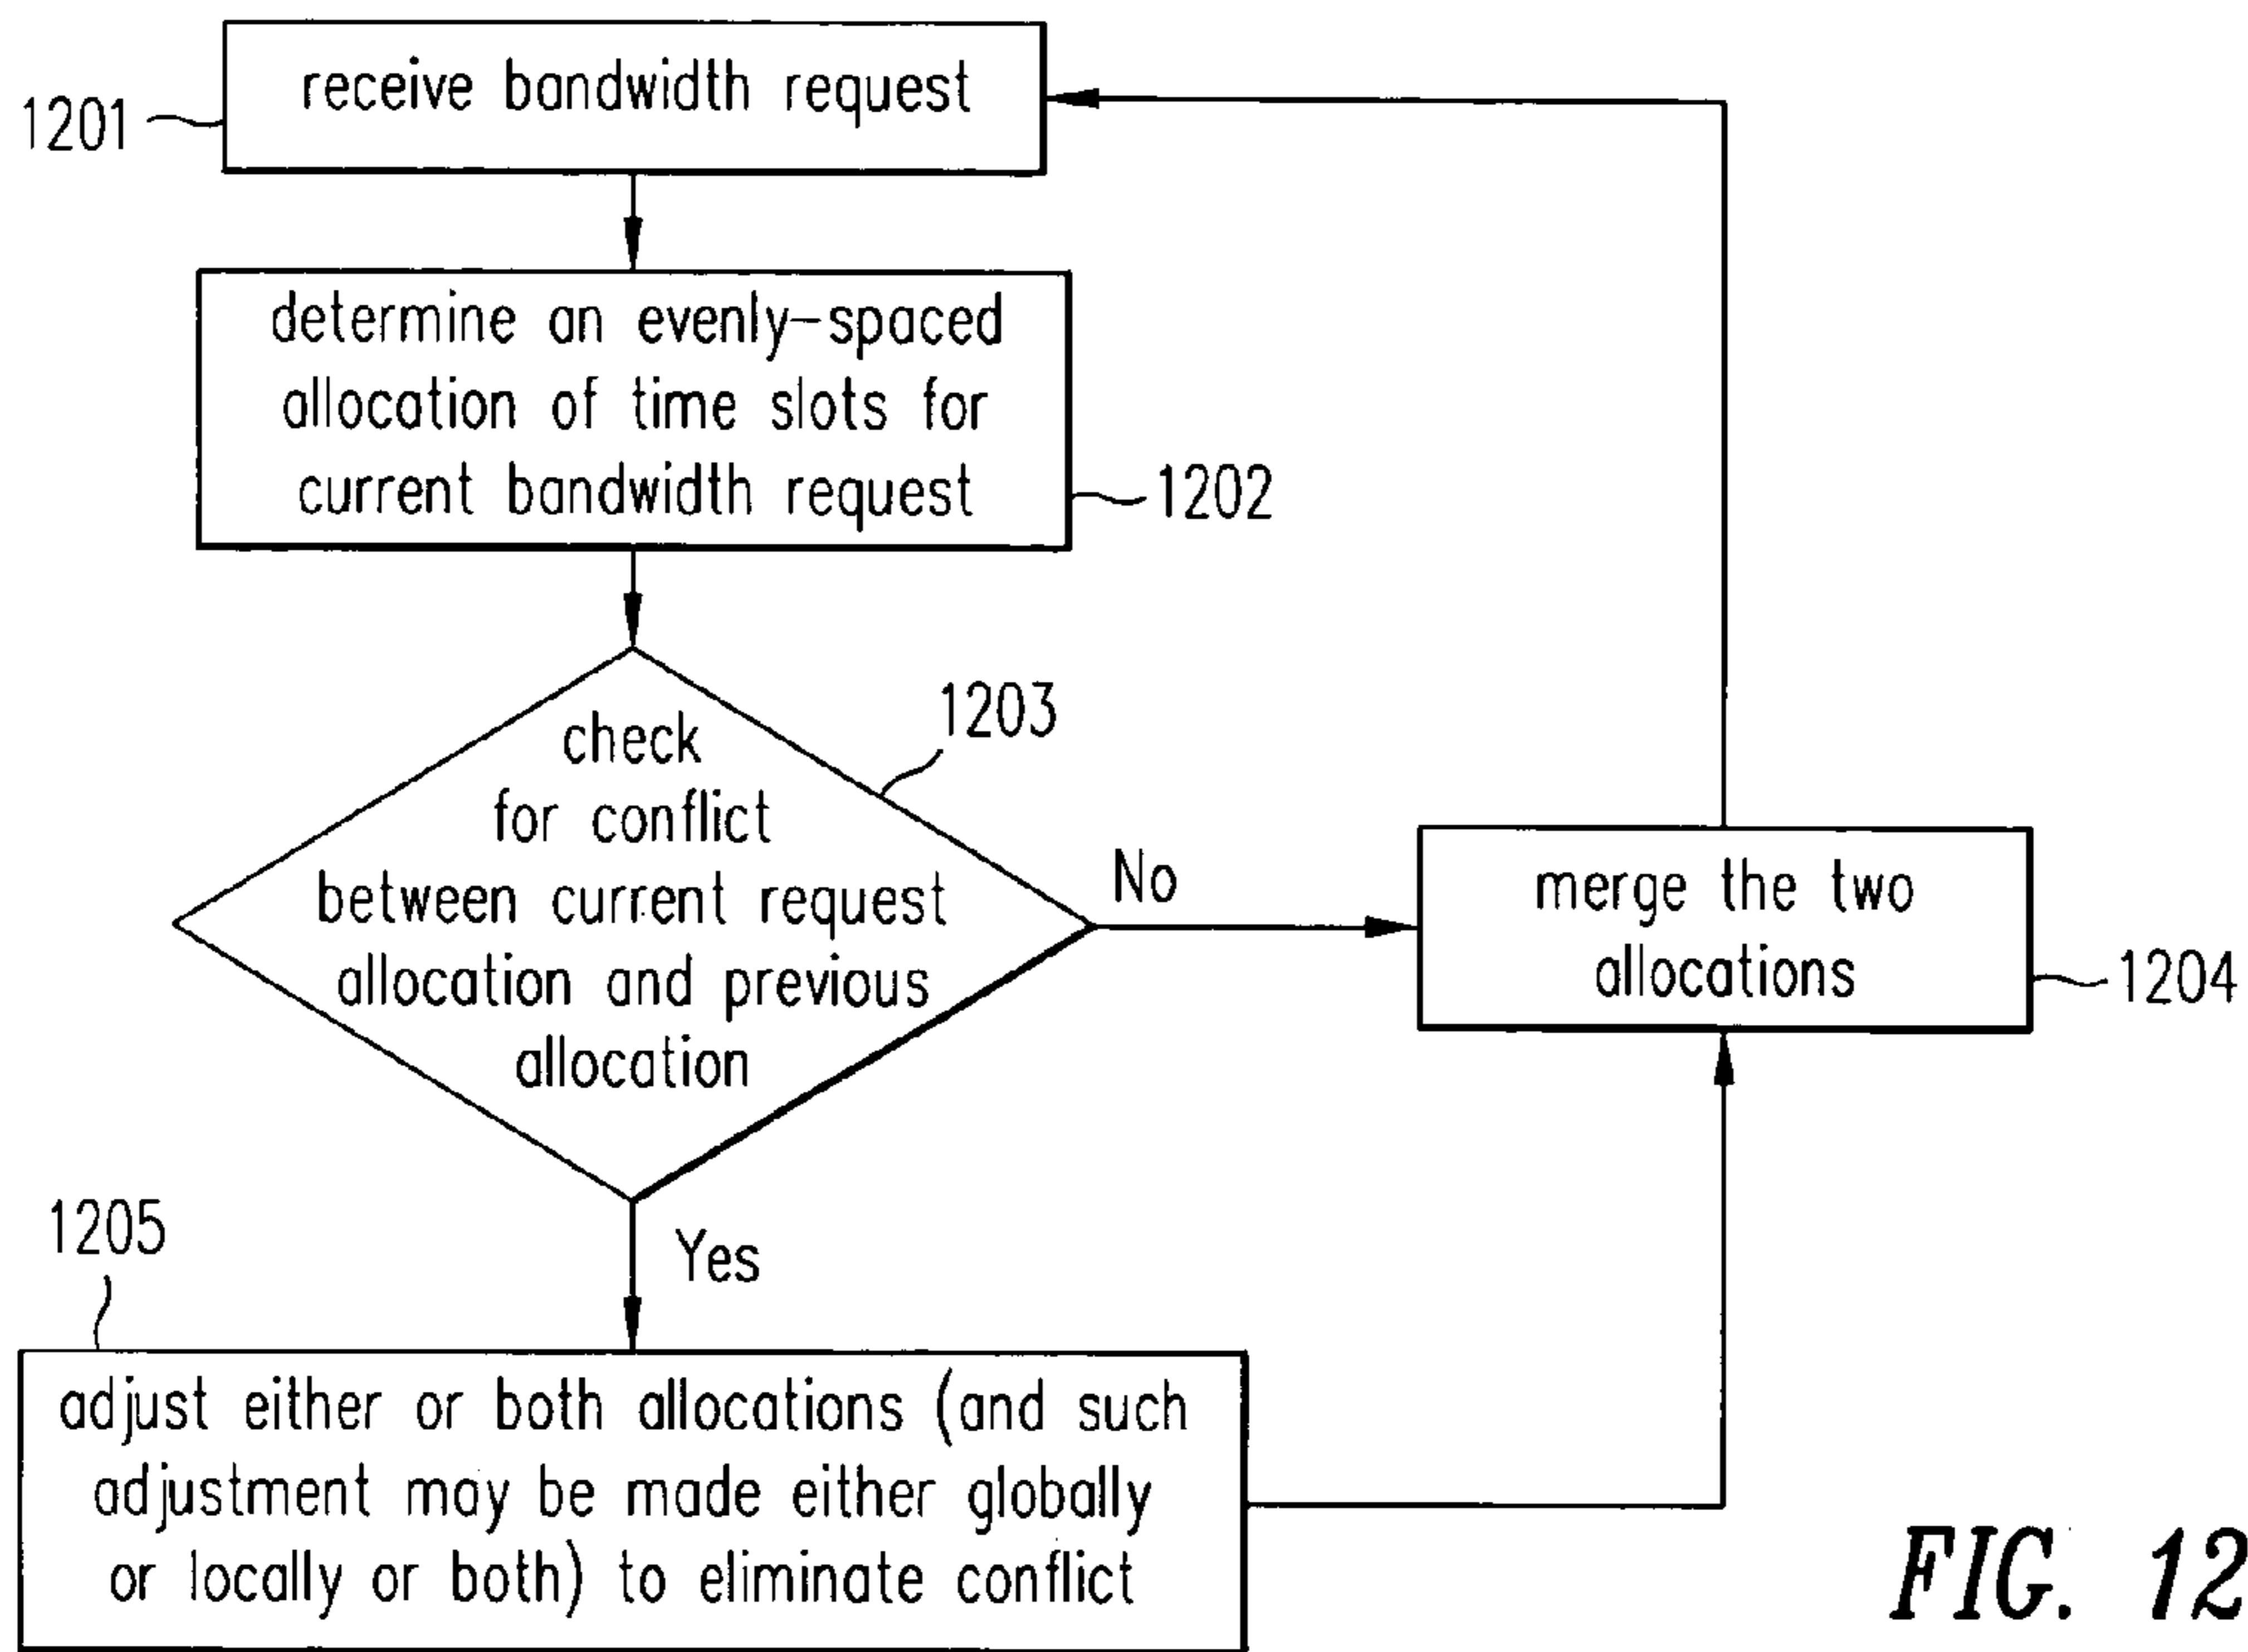 receive bandwidth request
1201
determine an evenly-spaced
allocation of time slots for
current bandwidth request
1202
check
for conflict
between current request
allocation and previous
allocation
1203
No
merge the two
allocations
1204
Yes
1205
adjust either or both allocations (and such
adjustment may be made either globally
or locally or both) to eliminate conflict
FIG. 12